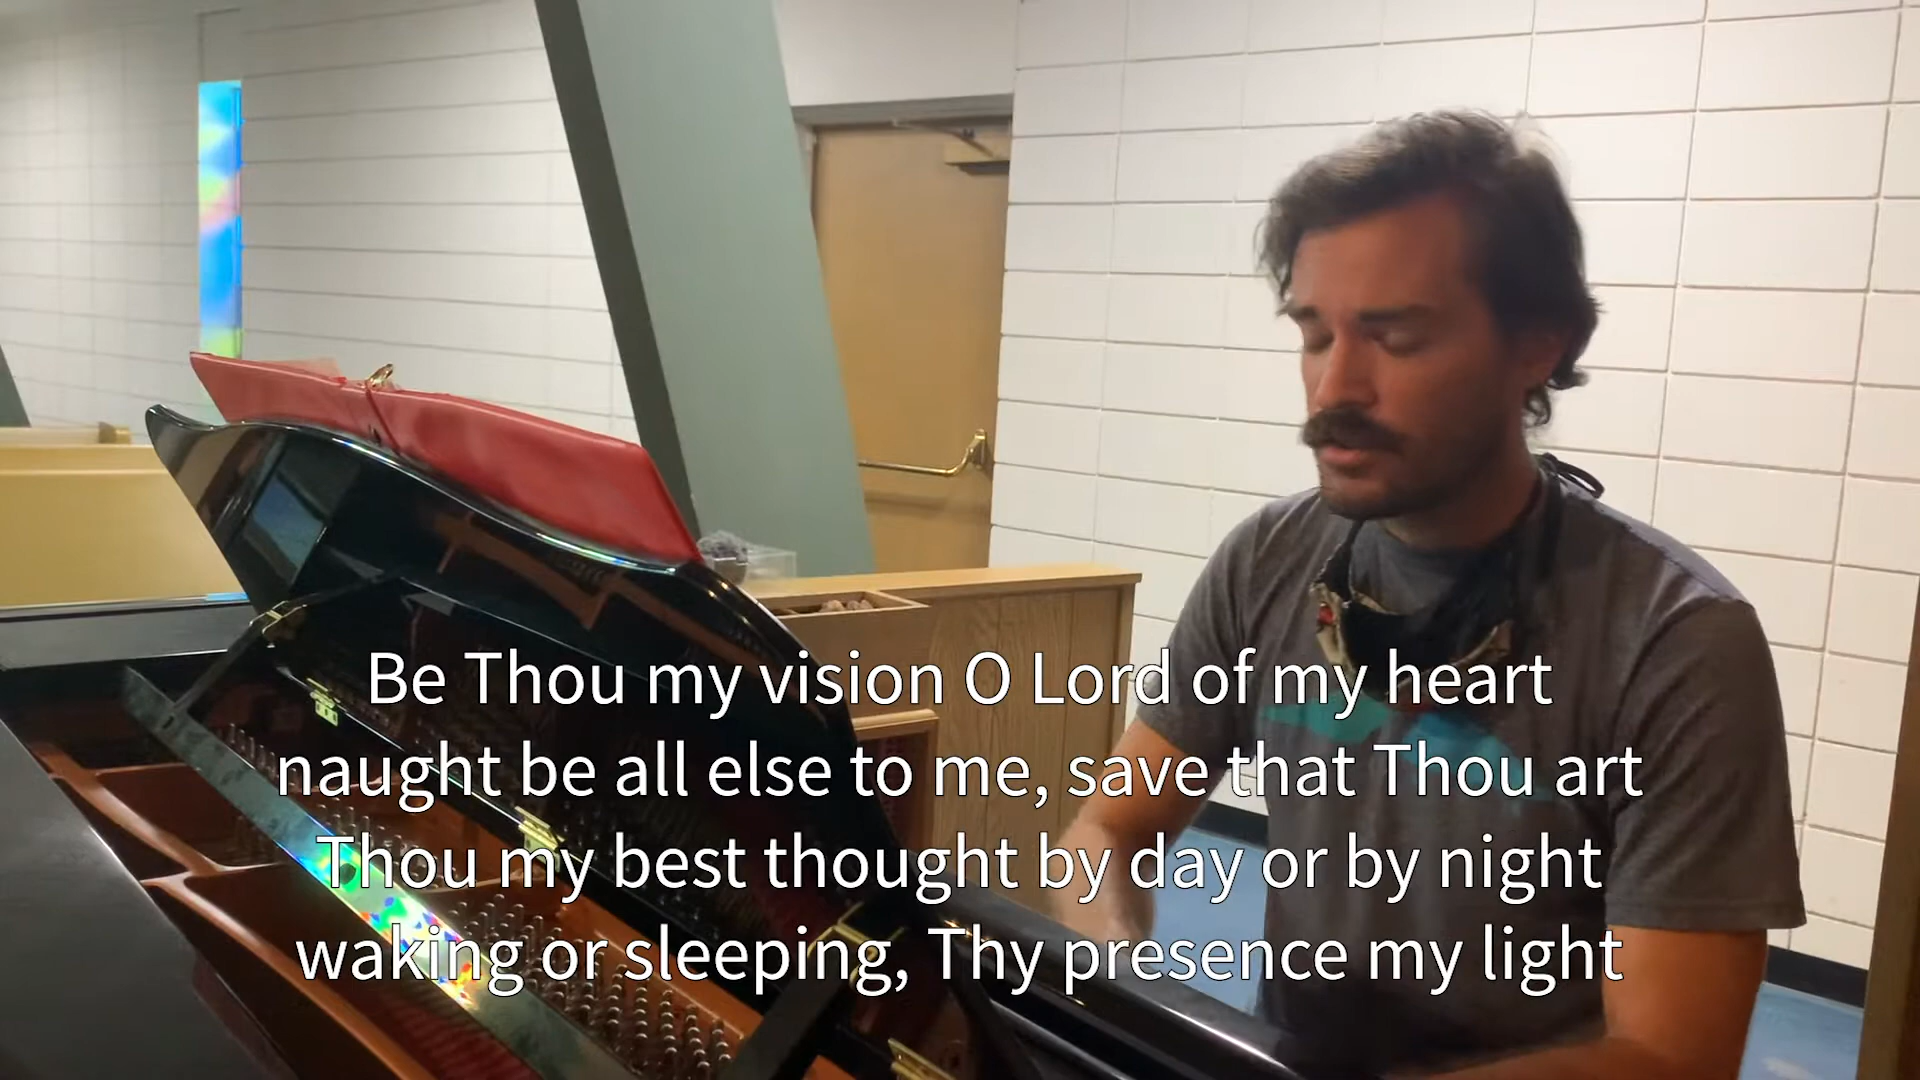 Be Thou my vision O Lord of my heart
naught be all else to me, save that Thou art
Thou my best thought by day or by night
waking or sleeping, Thy presence my light